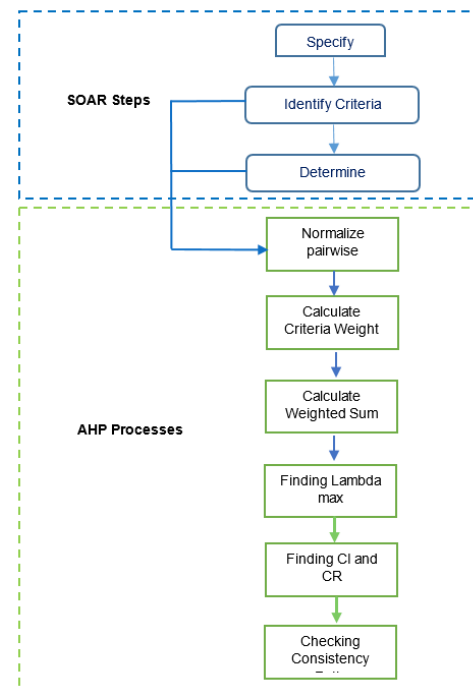 Specify
SOAR Steps
Identify Criteria
Determine
Normalize
pairwise
Calculate
Criteria Weight
Calculate
Weighted Sum
AHP Processes
Finding Lambda
max
Finding CI and
CR
Checking
Consistency